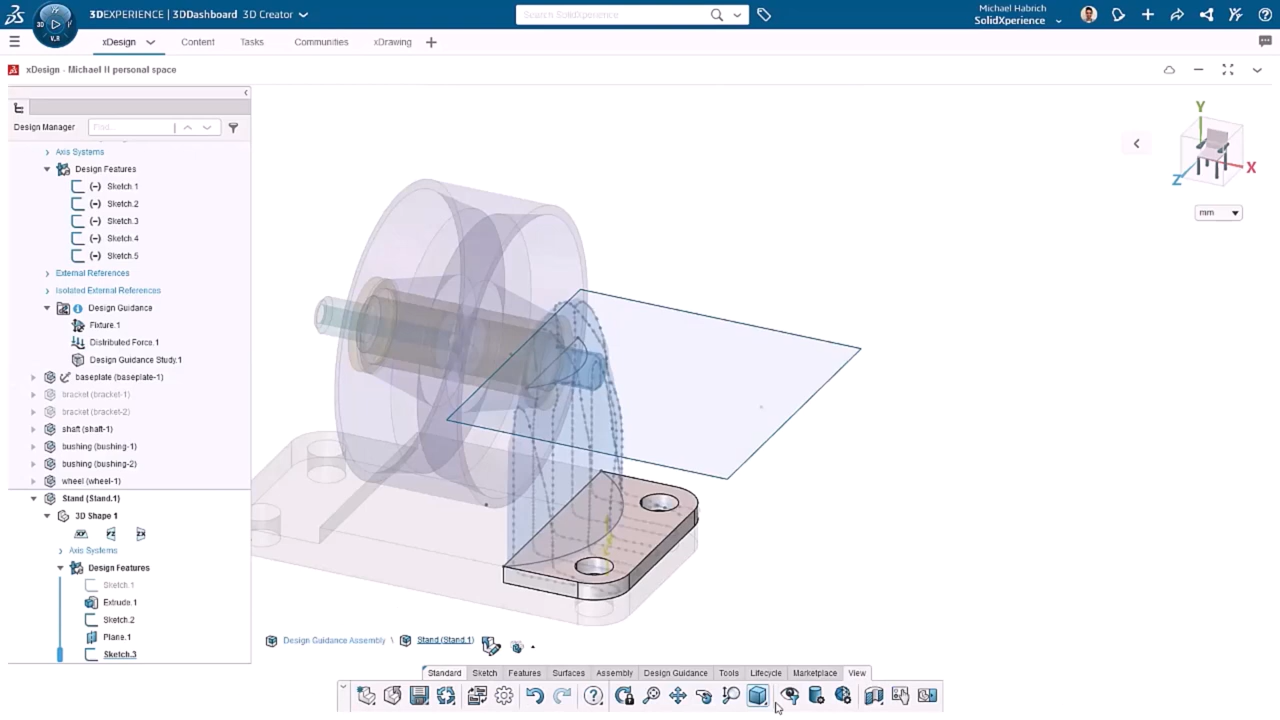 3DEXPERIENCE | 3DDashboard 3D Creator
Search SolidXperience
Michael Habrich
SolidXperience
3D
V.R
xDesign
Content
Tasks
Communities
xDrawing
xDesign - Michael H personal space
Design Manager
Find...
Axis Systems
Design Features
(-) Sketch.1
(-) Sketch.2
(-) Sketch.3
(-) Sketch.4
(-) Sketch.5
External References
Isolated External References
Design Guidance
Fixture.1
Distributed Force.1
Design Guidance Study.1
baseplate (baseplate-1)
bracket (bracket-1)
bracket (bracket-2)
shaft (shaft-1)
bushing (bushing-1)
bushing (bushing-2)
wheel (wheel-1)
Stand (Stand.1)
3D Shape 1
XY YZ ZX
Axis Systems
Design Features
Sketch.1
Extrude.1
Sketch.2
Plane.1
Sketch.3
Y
X
Z
mm
Design Guidance Assembly \ Stand (Stand.1)
Standard Sketch Features Surfaces Assembly Design Guidance Tools Lifecycle Marketplace View